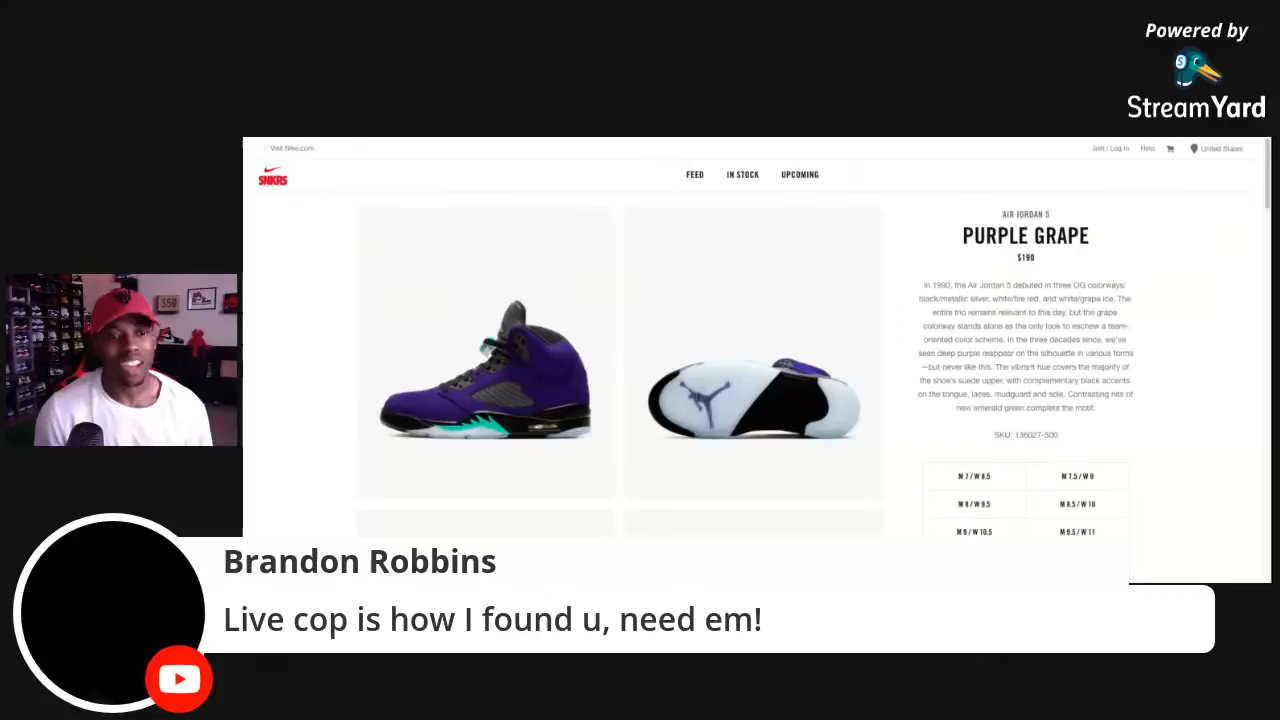 Powered by
StreamYard
Visit Nike.com
Join / Log In Help United States
SNKRS
FEED IN STOCK UPCOMING
AIR JORDAN 5
PURPLE GRAPE
$190
In 1990, the Air Jordan 5 debuted in three OG colorways:
black/metallic silver, white/fire red, and white/grape ice. The
entire trio remains relevant to this day, but the grape
colorway stands alone as the only look to eschew a team-
oriented color scheme. In the three decades since, we've
seen deep purple reappear on the silhouette in various forms
—but never like this. The vibrant hue covers the majority of
the shoe's suede upper, with complementary black accents
on the tongue, laces, mudguard and sole. Contrasting hits of
new emerald green complete the motif.
SKU: 136027-500
M 7 / W 8.5 M 7.5 / W 9
M 8 / W 9.5 M 8.5 / W 10
M 9 / W 10.5 M 9.5 / W 11
350
Brandon Robbins
Live cop is how I found u, need em!